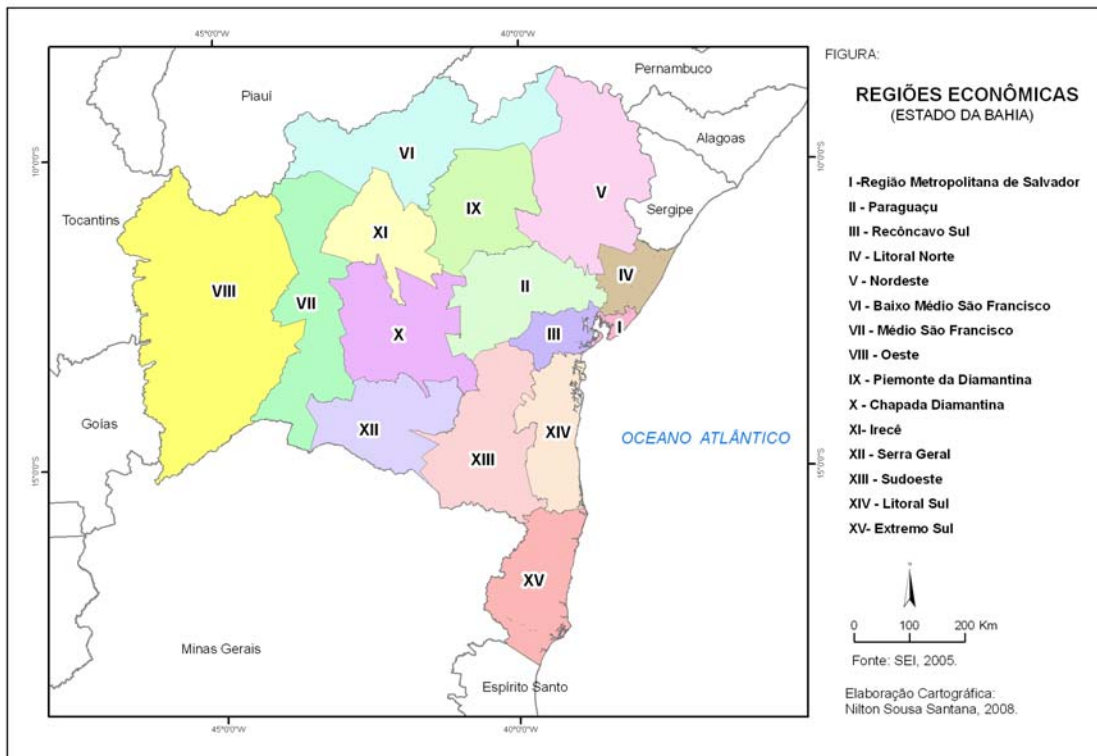 45°0'0"W
40°0'0"W
FIGURA:
Pernambuco
Piauí
REGIÕES ECONÔMICAS
(ESTADO DA BAHIA)
Alagoas
10°0'0"S
10°0'0"S
VI
V
I -Região Metropolitana de Salvador
II - Paraguaçu
III - Recôncavo Sul
IV - Litoral Norte
V - Nordeste
VI - Baixo Médio São Francisco
VII - Médio São Francisco
VIII - Oeste
IX - Piemonte da Diamantina
X - Chapada Diamantina
XI- Irecê
XII - Serra Geral
XIII - Sudoeste
XIV - Litoral Sul
XV- Extremo Sul
Tocantins
Sergipe
IX
XI
IV
II
VIII
VII
I
III
X
Goías
XII
XIV
OCEANO ATLÂNTICO
XIII
15°0'0"S
15°0'0"S
XV
0 100 200 Km
Minas Gerais
Fonte: SEI, 2005.
Espírito Santo
Elaboração Cartográfica:
Nilton Sousa Santana, 2008.
45°0'0"W
40°0'0"W